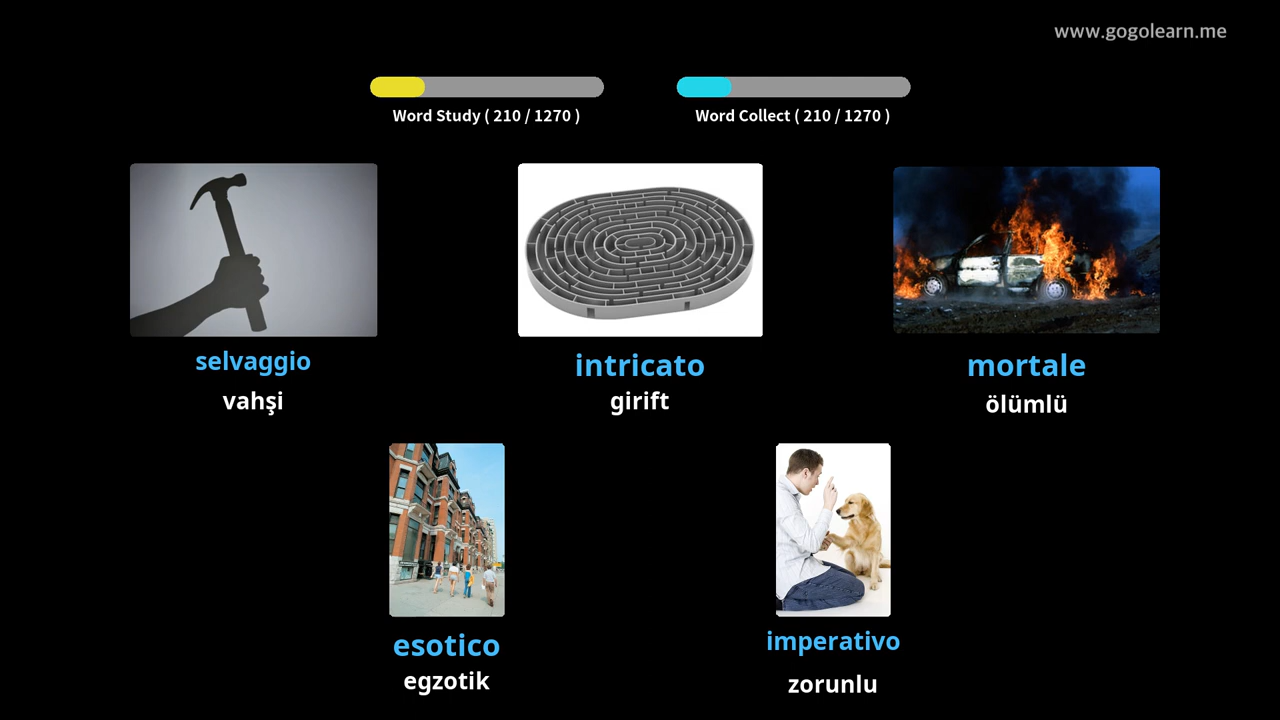 www.gogolearn.me
Word Study ( 210 / 1270 )
Word Collect ( 210 / 1270 )
selvaggio
vahşi
intricato
girift
mortale
ölümlü
esotico
egzotik
imperativo
zorunlu